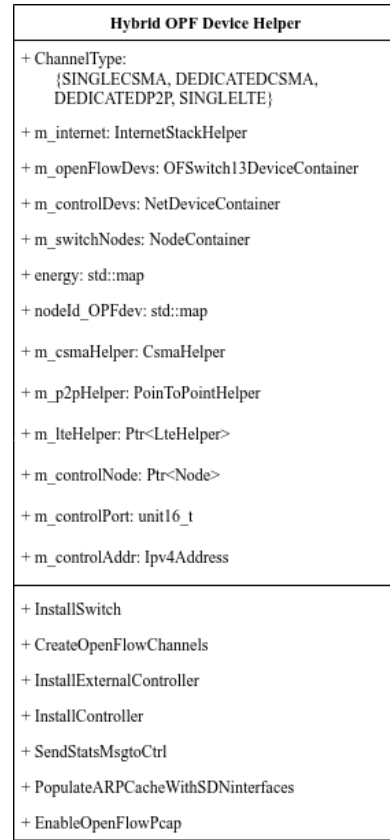 Hybrid OPF Device Helper
+ ChannelType:
{SINGLECSMA, DEDICATEDCSMA,
DEDICATEDP2P, SINGLELTE}
+ m_internet: InternetStackHelper
+ m_openFlowDevs: OFSwitch13DeviceContainer
+ m_controlDevs: NetDeviceContainer
+ m_switchNodes: NodeContainer
+ energy: std::map
+ nodeId_OPFdev: std::map
+ m_csmaHelper: CsmaHelper
+ m_p2pHelper: PoinToPointHelper
+ m_lteHelper: Ptr<LteHelper>
+ m_controlNode: Ptr<Node>
+ m_controlPort: unit16_t
+ m_controlAddr: Ipv4Address
+ InstallSwitch
+ CreateOpenFlowChannels
+ InstallExternalController
+ InstallController
+ SendStatsMsgtoCtrl
+ PopulateARPCacheWithSDNinterfaces
+ EnableOpenFlowPcap